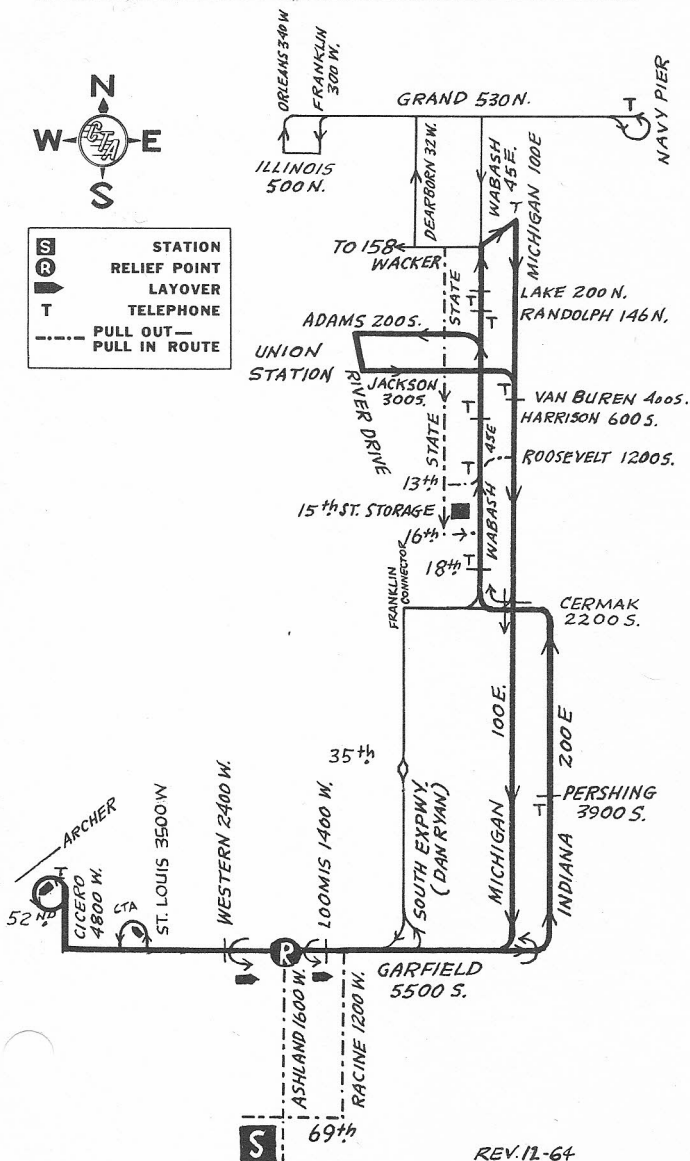 ORLEANS 340W
FRANKLIN
300 W.
GRAND 530 N.
T
NAVY PIER
N
W CTA E
S
ILLINOIS
500 N.
DEARBORN 32 W.
WABASH
45 E.
T
MICHIGAN 100E
S STATION
R RELIEF POINT
LAYOVER
T TELEPHONE
PULL OUT—
PULL IN ROUTE
TO 158
WACKER
STATE
T
T
LAKE 200 N.
RANDOLPH 146 N.
ADAMS 200 S.
UNION
STATION
JACKSON
300 S.
RIVER DRIVE
T
T
VAN BUREN 400 S.
HARRISON 600 S.
STATE
45E
T
ROOSEVELT 1200 S.
13th
WABASH
15th ST. STORAGE
16th
18th
T
FRANKLIN
CONNECTOR
CERMAK
2200 S.
100 E.
200 E
35th
PERSHING
3900 S.
T
MICHIGAN
INDIANA
SOUTH EXPWY.
(DAN RYAN)
ARCHER
T
52ND
CICERO
4800 W.
CTA
ST. LOUIS 3500 W
WESTERN 2400 W.
LOOMIS 1400 W.
R
GARFIELD
5500 S.
ASHLAND 1600 W.
RACINE 1200 W.
69th
S
REV. 12-64